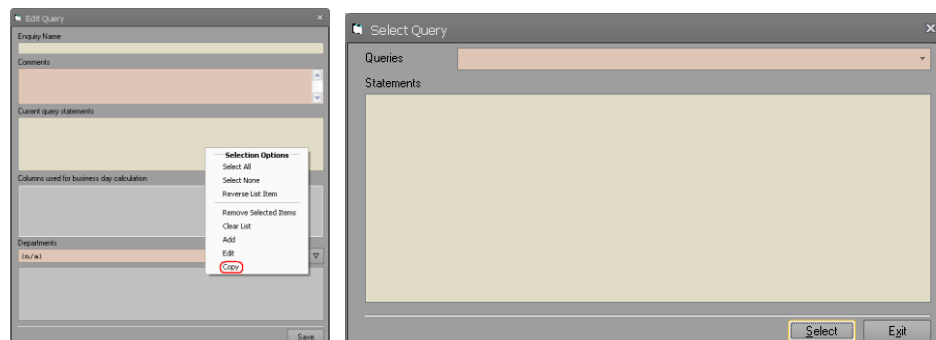 Edit Query
Enquiry Name
Comments
Current query statements
Selection Options
Select All
Select None
Reverse List Item
Remove Selected Items
Clear List
Add
Edit
Copy
Columns used for business day calculation
Departments
(n/a)
Save
Select Query
Queries
Statements
Select
Exit